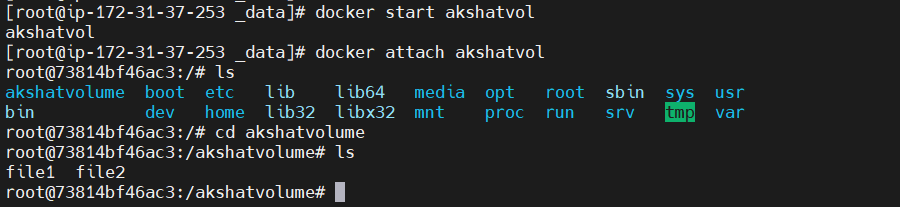 [root@ip-172-31-37-253 _data]# docker start akshatvol
akshatvol
[root@ip-172-31-37-253 _data]# docker attach akshatvol
root@73814bf46ac3:/# ls
akshatvolume  boot  etc   lib    lib64   media  opt   root  sbin  sys  usr
bin           dev   home  lib32  libx32  mnt    proc  run   srv   tmp  var
root@73814bf46ac3:/# cd akshatvolume
root@73814bf46ac3:/akshatvolume# ls
file1  file2
root@73814bf46ac3:/akshatvolume#